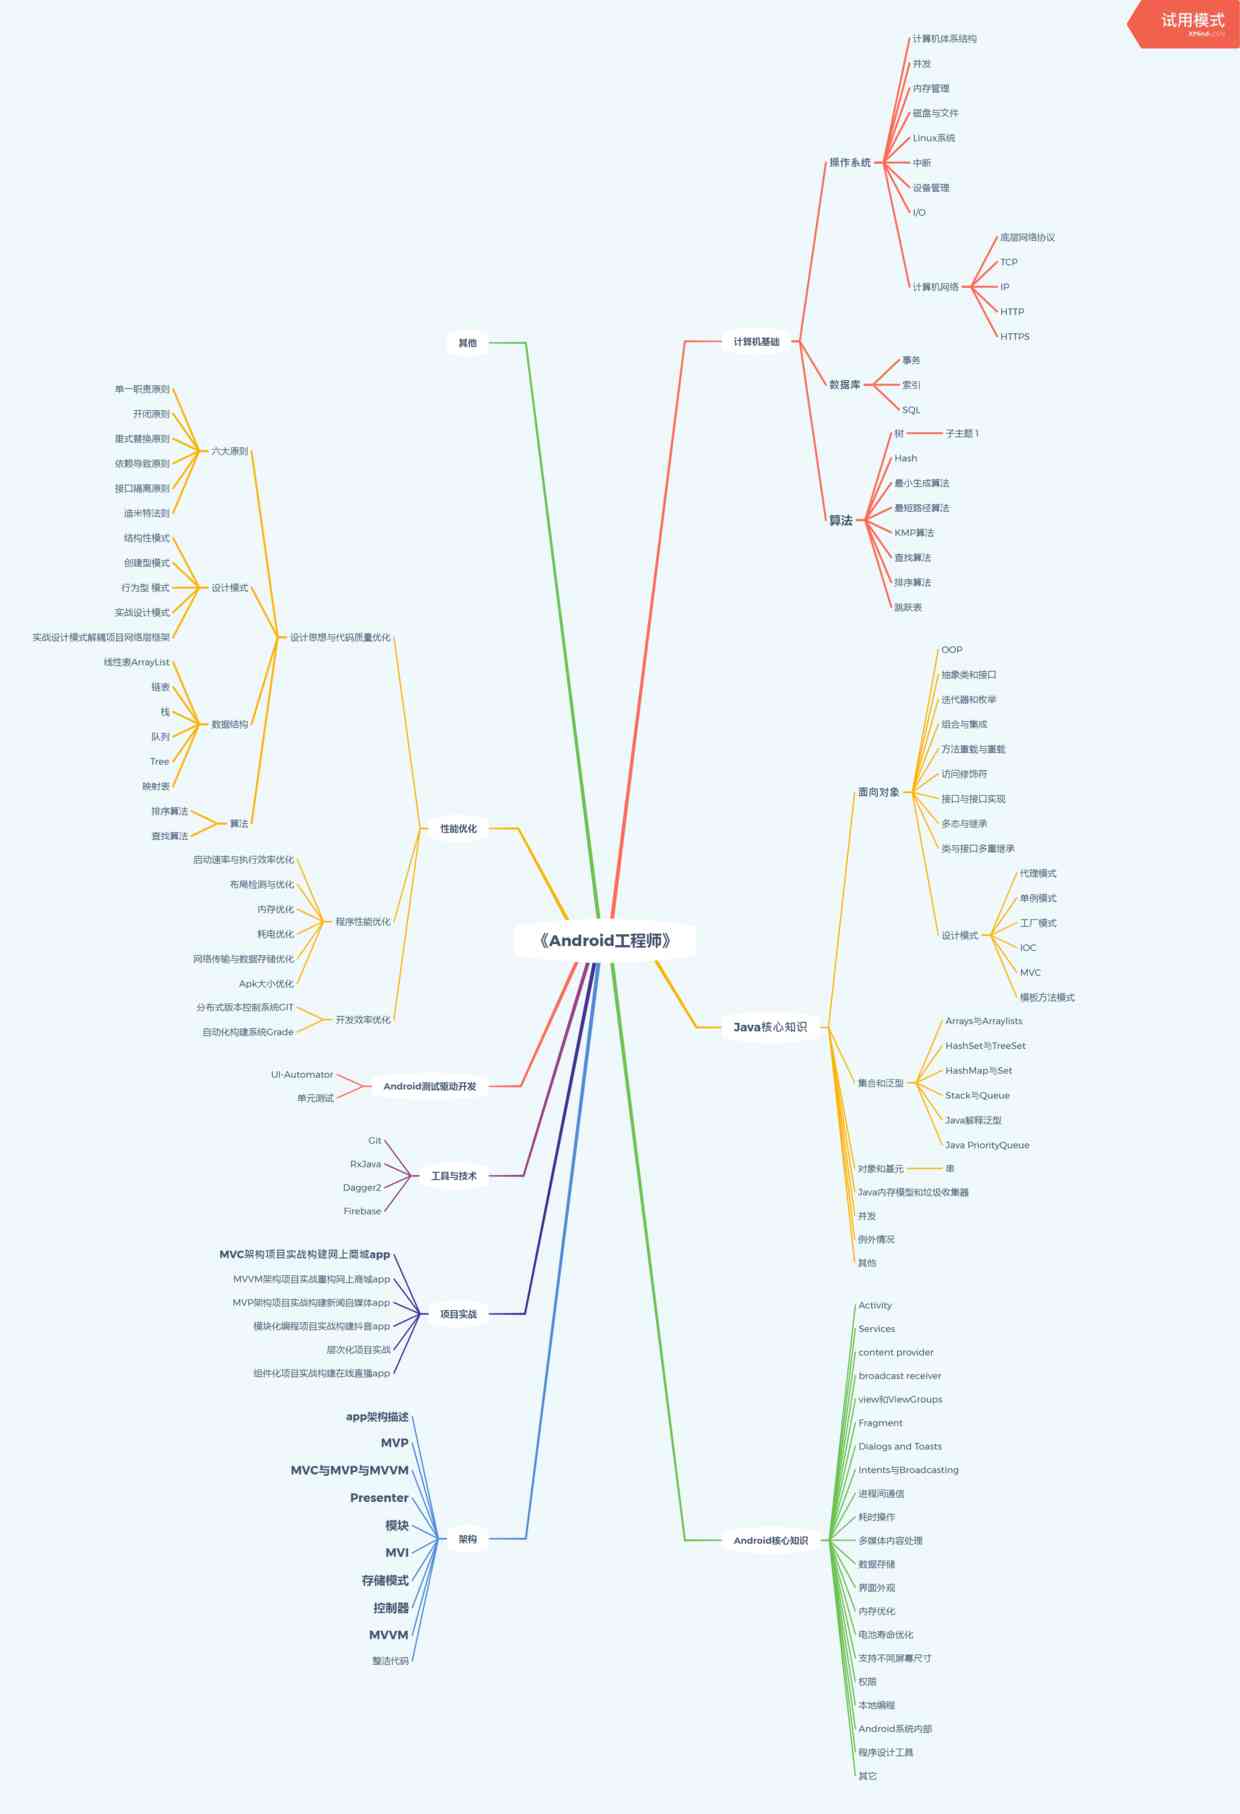 试用模式
XMind
《Android工程师》
计算机基础
操作系统
计算机体系结构
并发
内存管理
磁盘与文件
Linux系统
中断
设备管理
I/O
计算机网络
底层网络协议
TCP
IP
HTTP
HTTPS
数据库
事务
索引
SQL
算法
树
子主题 1
Hash
最小生成算法
最短路径算法
KMP算法
查找算法
排序算法
跳跃表
Java核心知识
面向对象
OOP
抽象类和接口
迭代器和枚举
组合与集成
方法重载与重载
访问修饰符
接口与接口实现
多态与继承
类与接口多重继承
设计模式
代理模式
单例模式
工厂模式
IOC
MVC
模板方法模式
集合和泛型
Arrays与Arraylists
HashSet与TreeSet
HashMap与Set
Stack与Queue
Java解释泛型
Java PriorityQueue
对象和基元
串
Java内存模型和垃圾收集器
并发
例外情况
其他
Android核心知识
Activity
Services
content provider
broadcast receiver
view和ViewGroups
Fragment
Dialogs and Toasts
Intents与Broadcasting
进程间通信
耗时操作
多媒体内容处理
数据存储
界面外观
内存优化
电池寿命优化
支持不同屏幕尺寸
权限
本地编程
Android系统内部
程序设计工具
其它
其他
性能优化
设计思想与代码质量优化
六大原则
单一职责原则
开闭原则
里式替换原则
依赖导致原则
接口隔离原则
迪米特法则
设计模式
结构性模式
创建型模式
行为型 模式
实战设计模式
实战设计模式解耦项目网络层框架
数据结构
线性表ArrayList
链表
栈
队列
Tree
映射表
算法
排序算法
查找算法
程序性能优化
启动速率与执行效率优化
布局检测与优化
内存优化
耗电优化
网络传输与数据存储优化
Apk大小优化
开发效率优化
分布式版本控制系统GIT
自动化构建系统Grade
Android测试驱动开发
UI-Automator
单元测试
工具与技术
Git
RxJava
Dagger2
Firebase
项目实战
MVC架构项目实战构建网上商城app
MVVM架构项目实战重构网上商城app
MVP架构项目实战构建新闻自媒体app
模块化编程项目实战构建抖音app
层次化项目实战
组件化项目实战构建在线直播app
架构
app架构描述
MVP
MVC与MVP与MVVM
Presenter
模块
MVI
存储模式
控制器
MVVM
整洁代码